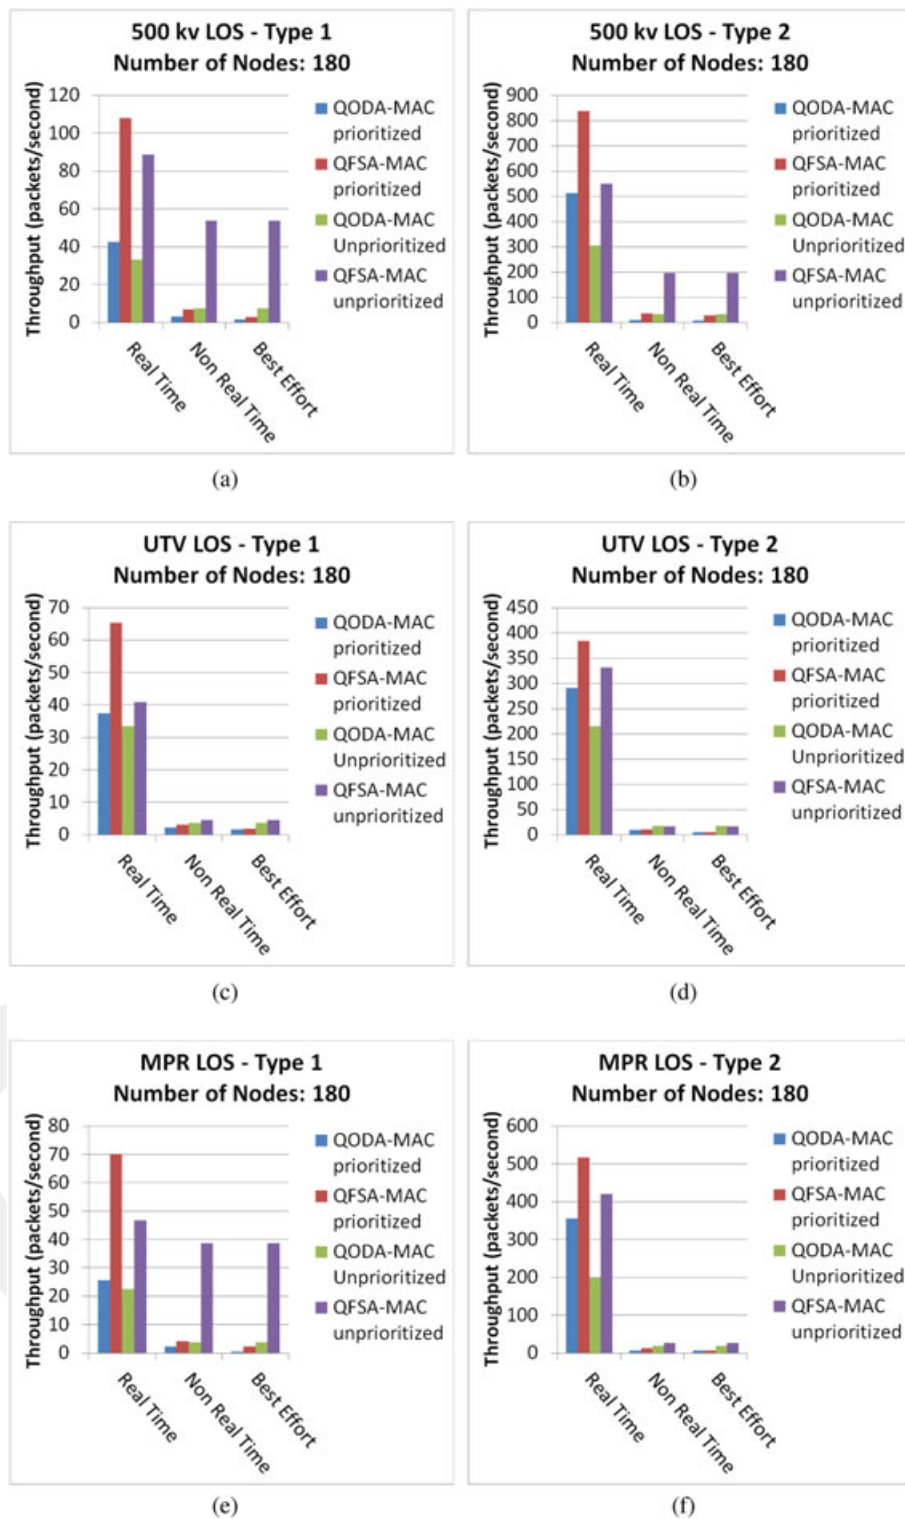 500 kv LOS - Type 1
Number of Nodes: 180
Throughput (packets/second)
120
100
80
60
40
20
0
Real Time
Non Real Time
Best Effort
QODA-MAC
prioritized
QFSA-MAC
prioritized
QODA-MAC
Unprioritized
QFSA-MAC
unprioritized
(a)
500 kv LOS - Type 2
Number of Nodes: 180
Throughput (packets/second)
900
800
700
600
500
400
300
200
100
0
Real Time
Non Real Time
Best Effort
QODA-MAC
prioritized
QFSA-MAC
prioritized
QODA-MAC
Unprioritized
QFSA-MAC
unprioritized
(b)
UTV LOS - Type 1
Number of Nodes: 180
Throughput (packets/second)
70
60
50
40
30
20
10
0
Real Time
Non Real Time
Best Effort
QODA-MAC
prioritized
QFSA-MAC
prioritized
QODA-MAC
Unprioritized
QFSA-MAC
unprioritized
(c)
UTV LOS - Type 2
Number of Nodes: 180
Throughput (packets/second)
450
400
350
300
250
200
150
100
50
0
Real Time
Non Real Time
Best Effort
QODA-MAC
prioritized
QFSA-MAC
prioritized
QODA-MAC
Unprioritized
QFSA-MAC
unprioritized
(d)
MPR LOS - Type 1
Number of Nodes: 180
Throughput (packets/second)
80
70
60
50
40
30
20
10
0
Real Time
Non Real Time
Best Effort
QODA-MAC
prioritized
QFSA-MAC
prioritized
QODA-MAC
Unprioritized
QFSA-MAC
unprioritized
(e)
MPR LOS - Type 2
Number of Nodes: 180
Throughput (packets/second)
600
500
400
300
200
100
0
Real Time
Non Real Time
Best Effort
QODA-MAC
prioritized
QFSA-MAC
prioritized
QODA-MAC
Unprioritized
QFSA-MAC
unprioritized
(f)